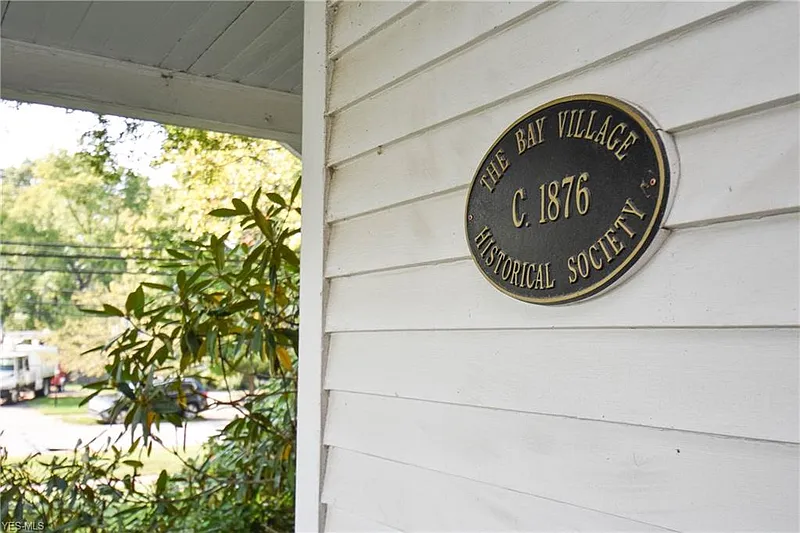 THE BAY VILLAGE
C. 1876
HISTORICAL SOCIETY
YES-MLS